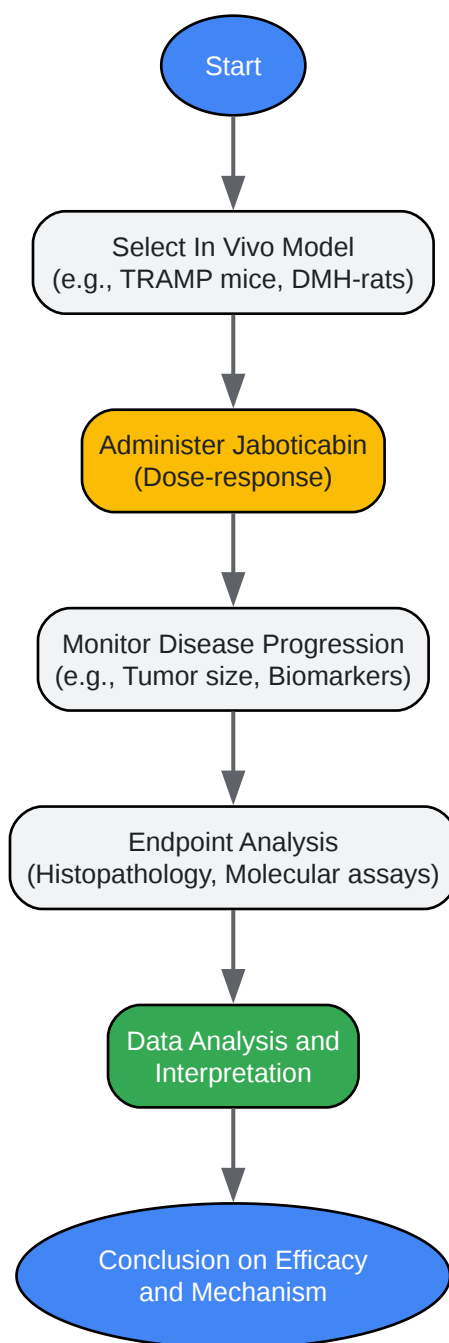 Start
Select In Vivo Model
(e.g., TRAMP mice, DMH-rats)
Administer Jaboticabin
(Dose-response)
Monitor Disease Progression
(e.g., Tumor size, Biomarkers)
Endpoint Analysis
(Histopathology, Molecular assays)
Data Analysis and
Interpretation
Conclusion on Efficacy
and Mechanism